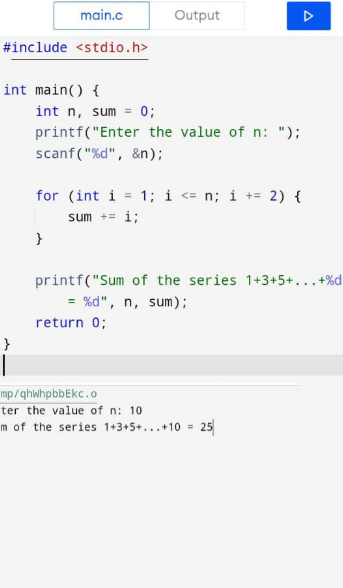 main.c Output
#include <stdio.h>
int main() {
int n, sum = 0;
printf("Enter the value of n: ");
scanf("%d", &n);
for (int i = 1; i <= n; i += 2) {
sum += i;
}
printf("Sum of the series 1+3+5+...+%d
= %d", n, sum);
return 0;
}
mp/qhWhpbbEkc.o
ter the value of n: 10
m of the series 1+3+5+...+10 = 25